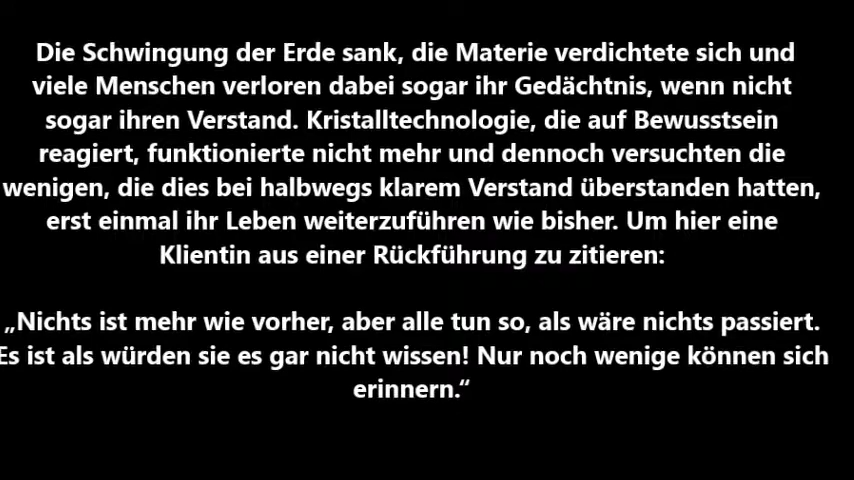 Die Schwingung der Erde sank, die Materie verdichtete sich und
viele Menschen verloren dabei sogar ihr Gedächtnis, wenn nicht
sogar ihren Verstand. Kristalltechnologie, die auf Bewusstsein
reagiert, funktionierte nicht mehr und dennoch versuchten die
wenigen, die dies bei halbwegs klarem Verstand überstanden hatten,
erst einmal ihr Leben weiterzuführen wie bisher. Um hier eine
Klientin aus einer Rückführung zu zitieren:
„Nichts ist mehr wie vorher, aber alle tun so, als wäre nichts passiert.
Es ist als würden sie es gar nicht wissen! Nur noch wenige können sich
erinnern.“